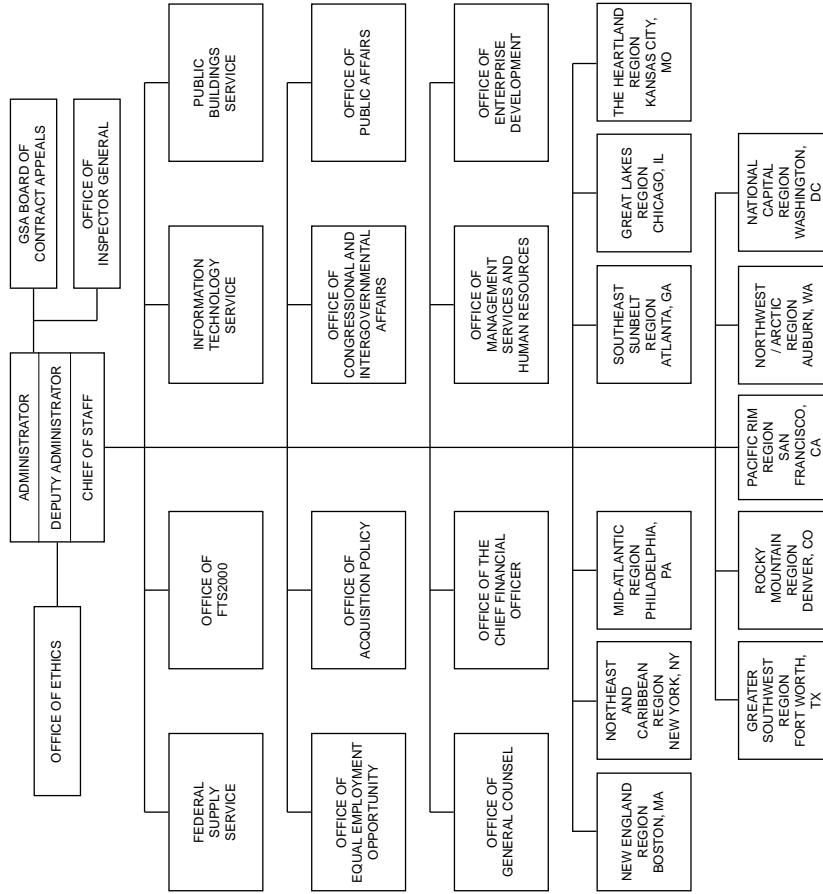 GSA BOARD OF
CONTRACT APPEALS
OFFICE OF
INSPECTOR GENERAL
ADMINISTRATOR
DEPUTY ADMINISTRATOR
CHIEF OF STAFF
OFFICE OF ETHICS
FEDERAL
SUPPLY
SERVICE
OFFICE OF
FTS2000
INFORMATION
TECHNOLOGY
SERVICE
PUBLIC
BUILDINGS
SERVICE
OFFICE OF
EQUAL EMPLOYMENT
OPPORTUNITY
OFFICE OF
ACQUISITION POLICY
OFFICE OF
CONGRESSIONAL AND
INTERGOVERNMENTAL
AFFAIRS
OFFICE OF
PUBLIC AFFAIRS
OFFICE OF
GENERAL COUNSEL
OFFICE OF THE
CHIEF FINANCIAL
OFFICER
OFFICE OF
MANAGEMENT
SERVICES AND
HUMAN RESOURCES
OFFICE OF
ENTERPRISE
DEVELOPMENT
NEW ENGLAND
REGION
BOSTON, MA
NORTHEAST
AND
CARIBBEAN
REGION
NEW YORK, NY
MID-ATLANTIC
REGION
PHILADELPHIA,
PA
SOUTHEAST
SUNBELT
REGION
ATLANTA, GA
GREAT LAKES
REGION
CHICAGO, IL
THE HEARTLAND
REGION
KANSAS CITY,
MO
GREATER
SOUTHWEST
REGION
FORT WORTH,
TX
ROCKY
MOUNTAIN
REGION
DENVER, CO
PACIFIC RIM
REGION
SAN
FRANCISCO,
CA
NORTHWEST
/ ARCTIC
REGION
AUBURN, WA
NATIONAL
CAPITAL
REGION
WASHINGTON,
DC